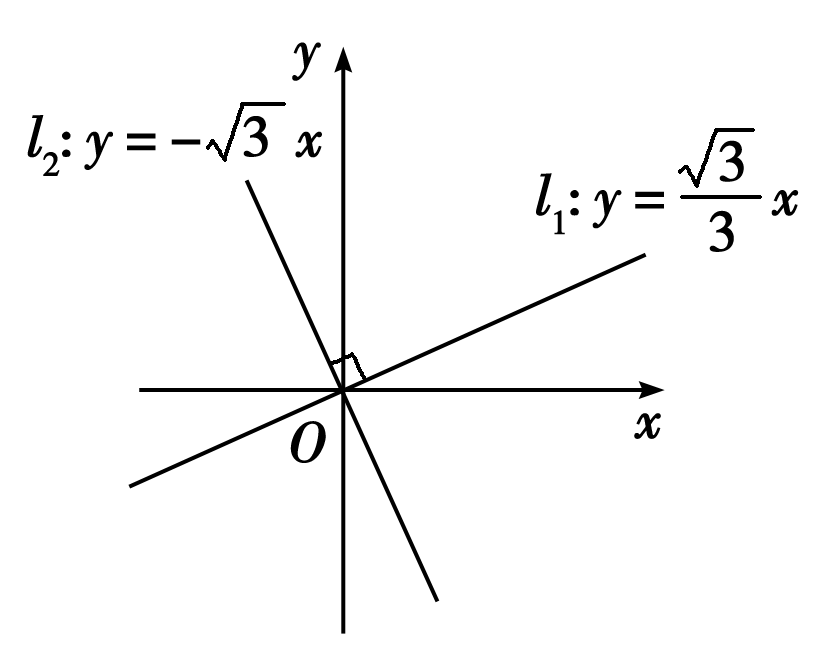 y
l₂: y = −√3 x
l₁: y = √3/3 x
O
x